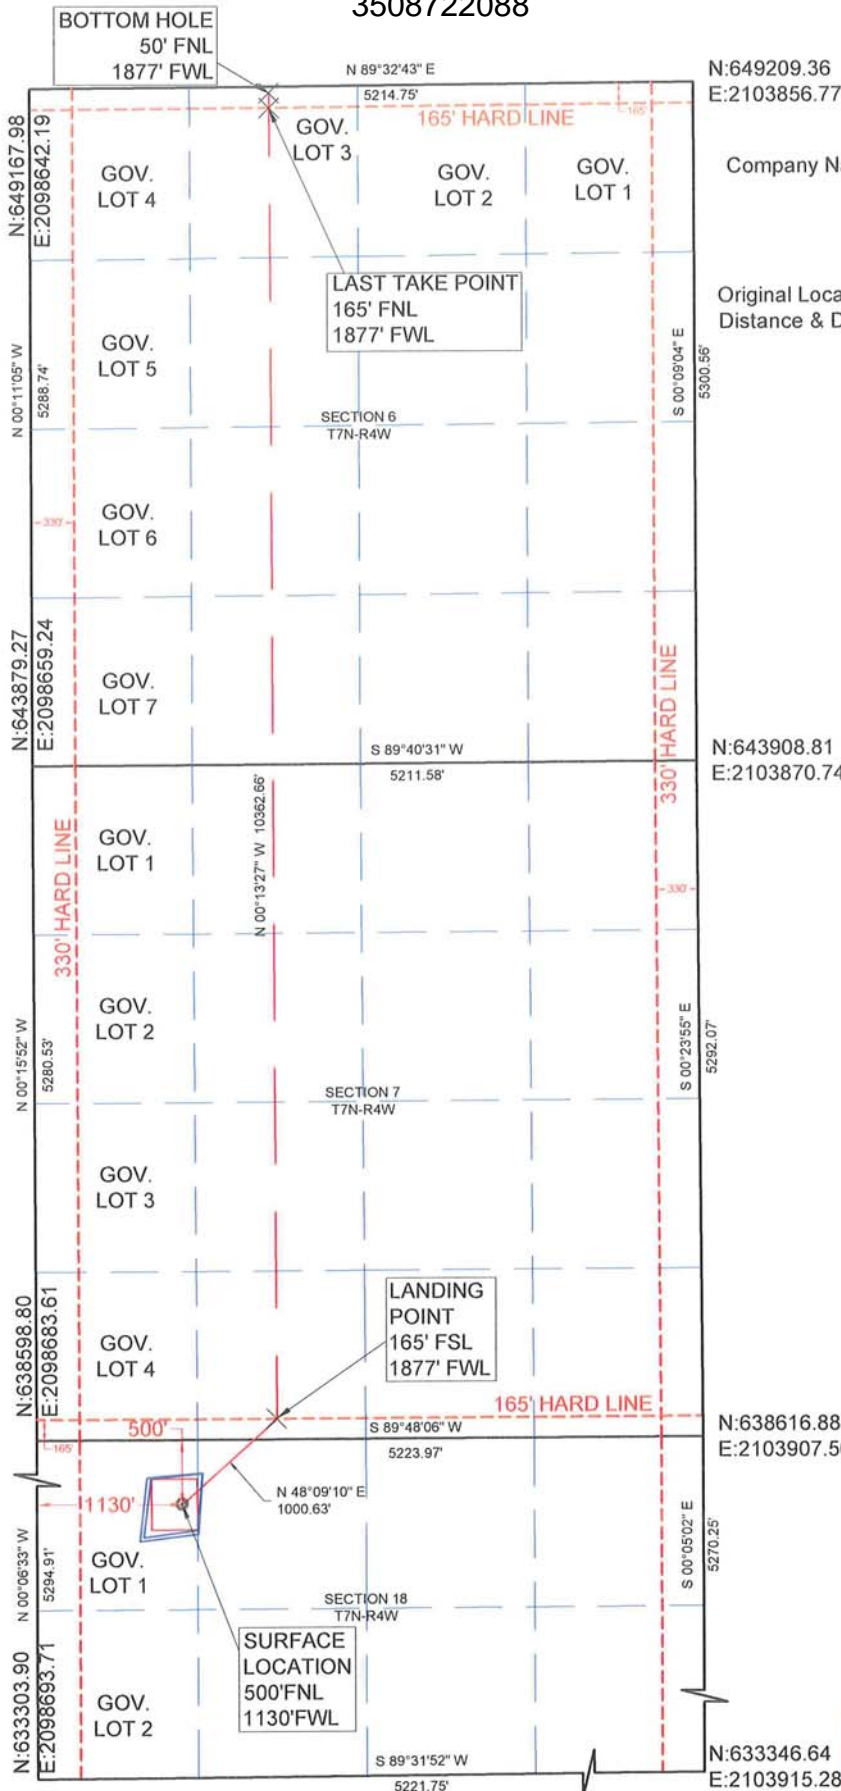 3508722088
BOTTOM HOLE
50' FNL
1877' FWL
N 89°32'43" E
5214.75'
N:649209.36
E:2103856.77
N:649167.98
E:2098642.19
165' HARD LINE
165'
GOV.
LOT 3
GOV.
LOT 4
GOV.
LOT 2
GOV.
LOT 1
Company N
LAST TAKE POINT
165' FNL
1877' FWL
Original Loca
Distance & D
GOV.
LOT 5
N 00°11'05" W
5288.74'
S 00°09'04" E
5300.56'
SECTION 6
T7N-R4W
330'
GOV.
LOT 6
N:643879.27
E:2098659.24
GOV.
LOT 7
330' HARD LINE
S 89°40'31" W
5211.58'
N:643908.81
E:2103870.74
N 00°13'27" W 10362.66'
330' HARD LINE
GOV.
LOT 1
330'
GOV.
LOT 2
N 00°15'52" W
5280.53'
S 00°23'55" E
5292.07'
SECTION 7
T7N-R4W
GOV.
LOT 3
N:638598.80
E:2098683.61
LANDING
POINT
165' FSL
1877' FWL
GOV.
LOT 4
165' HARD LINE
500'
165'
S 89°48'06" W
5223.97'
N:638616.88
E:2103907.50
1130'
N 48°09'10" E
1000.63'
N 00°06'33" W
5294.91'
S 00°05'02" E
5270.25'
GOV.
LOT 1
SECTION 18
T7N-R4W
SURFACE
LOCATION
500'FNL
1130'FWL
N:633303.90
E:2098693.71
GOV.
LOT 2
S 89°31'52" W
5221.75'
N:633346.64
E:2103915.28